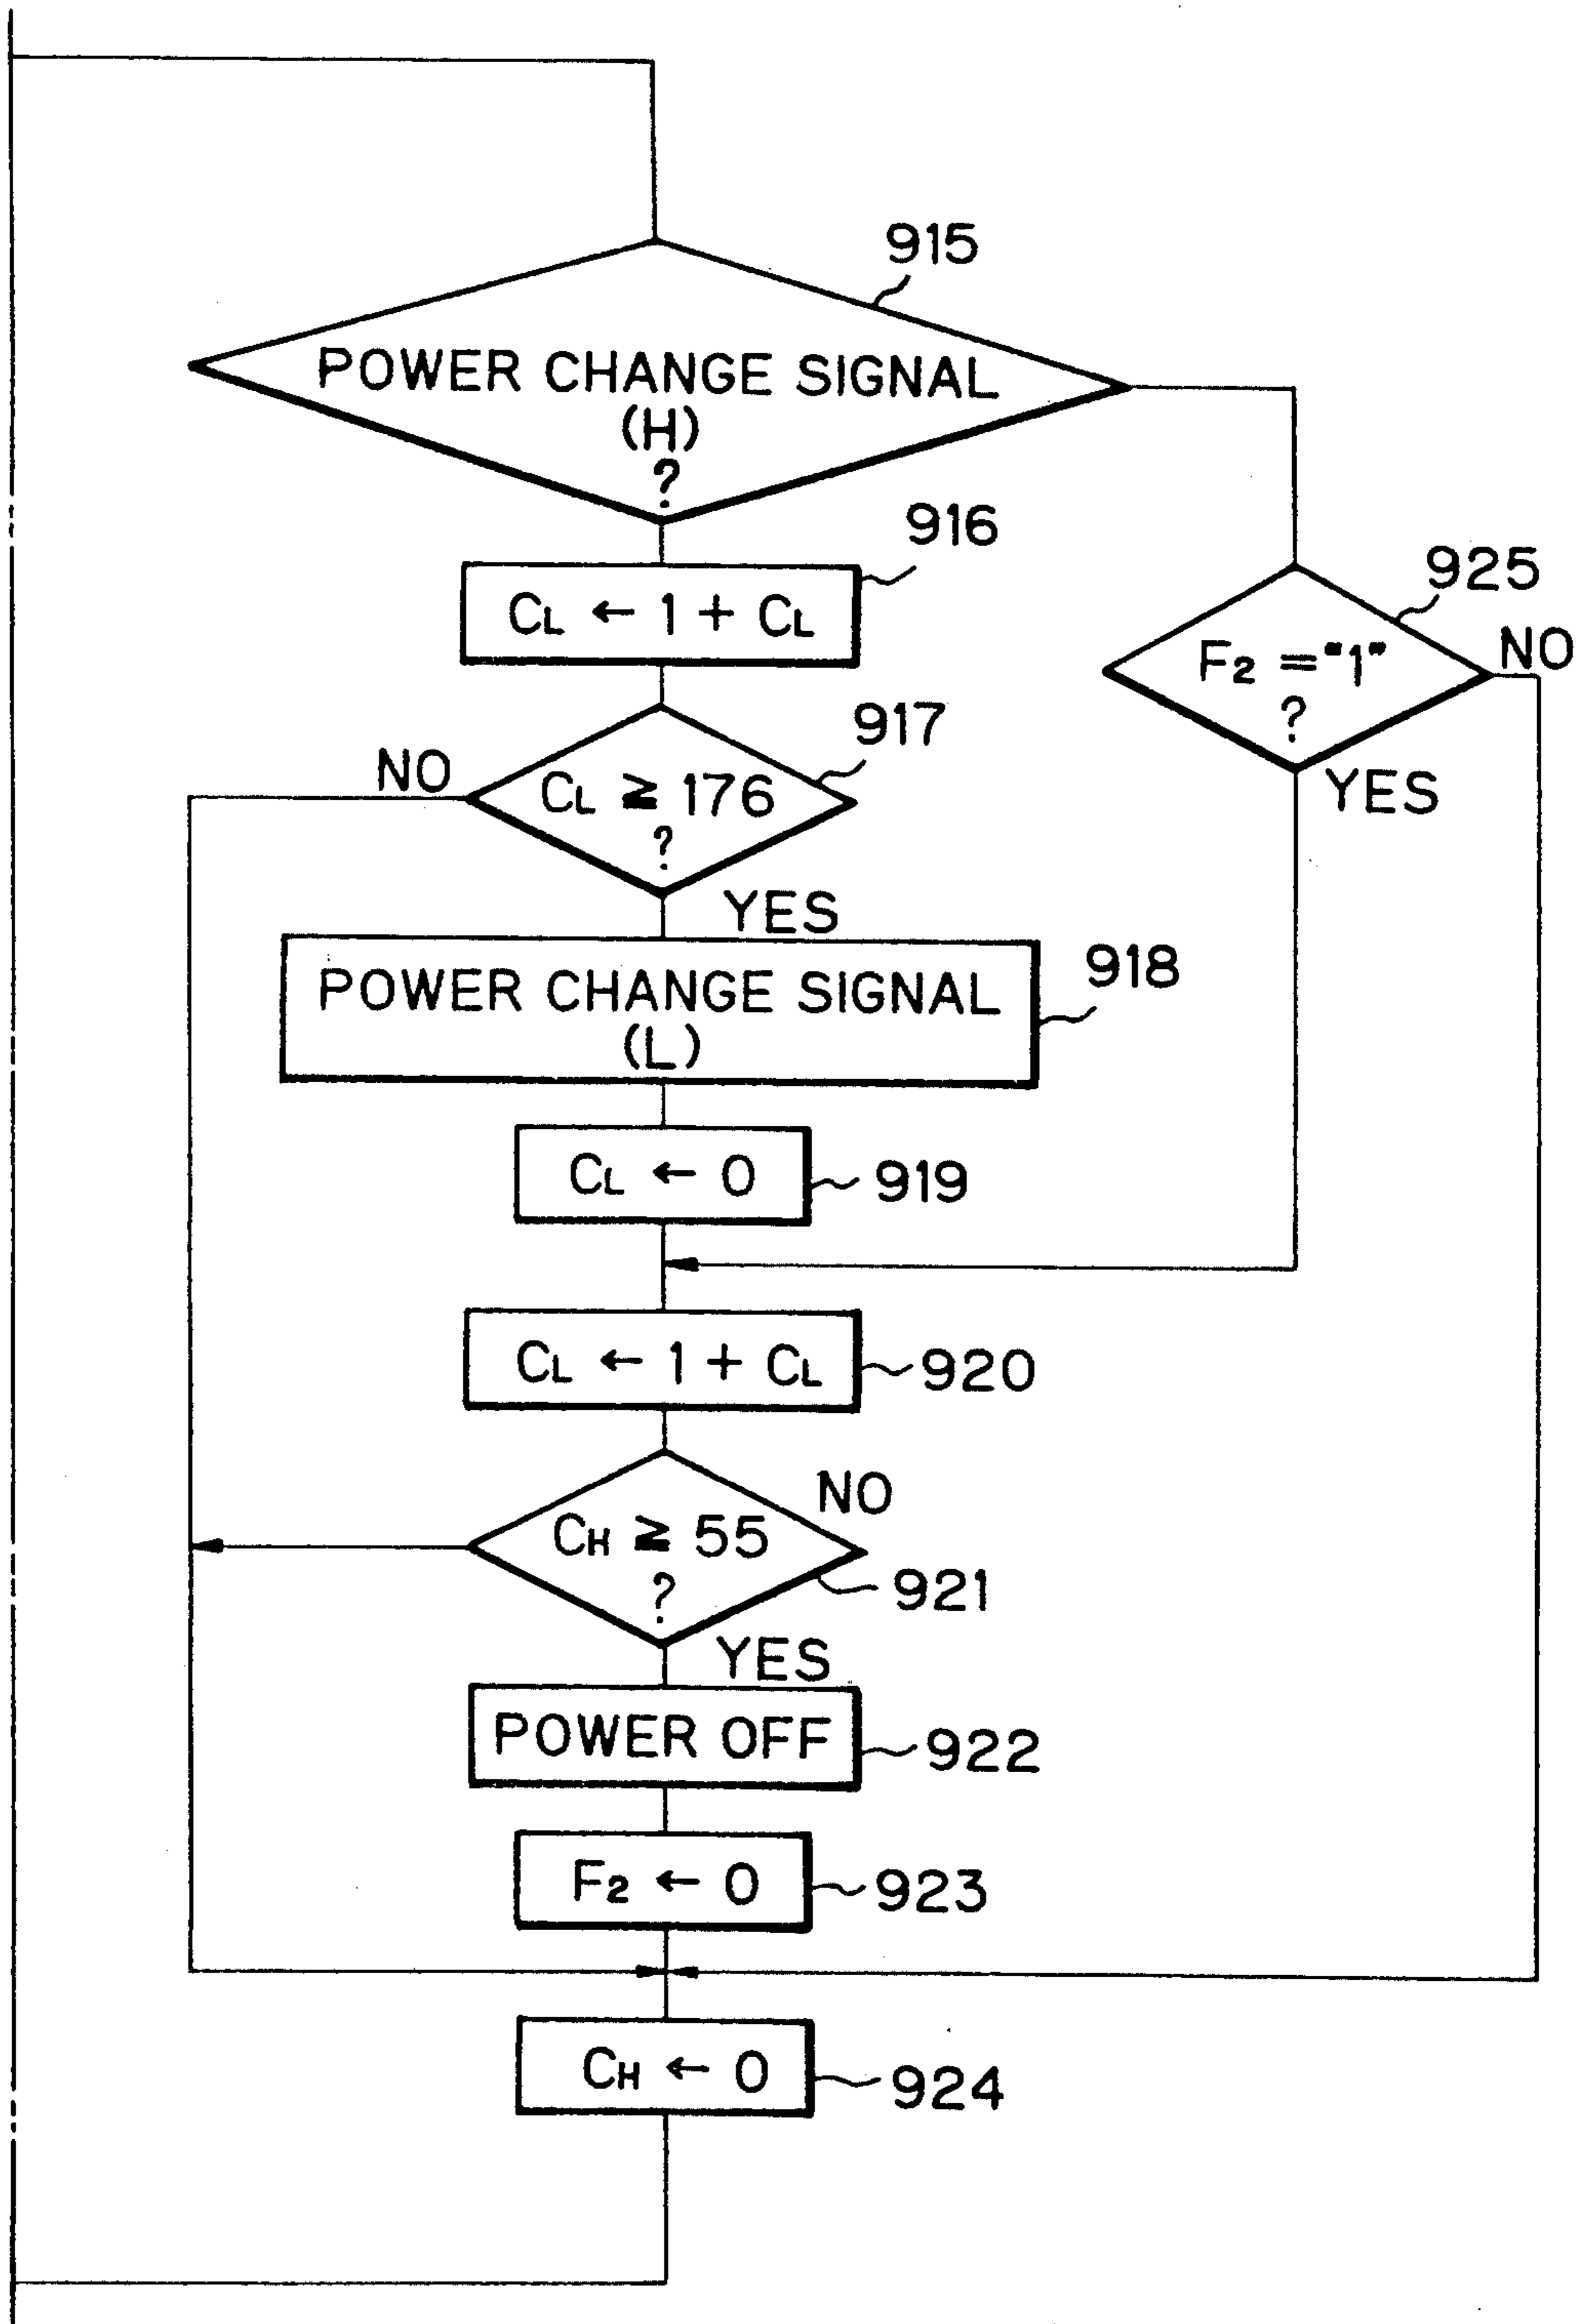 915
POWER CHANGE SIGNAL
(H)
?
916
CL ← 1 + CL
925
F2 = "1"
?
NO
YES
917
NO
CL ≧ 176
?
YES
918
POWER CHANGE SIGNAL
(L)
CL ← 0
919
CL ← 1 + CL
920
NO
CH ≧ 55
?
921
YES
POWER OFF
922
F2 ← 0
923
CH ← 0
924